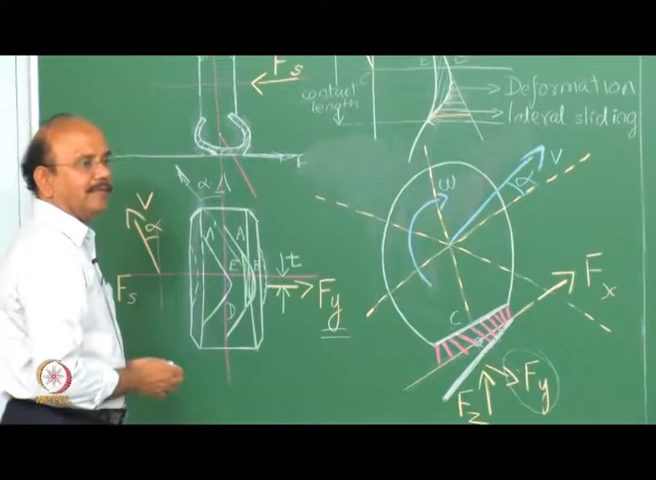 Fs
contact
length
C
E
D
Deformation
lateral sliding
α
V
α
Fs
A'
A
E
D
t
Fy
ω
V
α
C
Fx
Fz
Fy